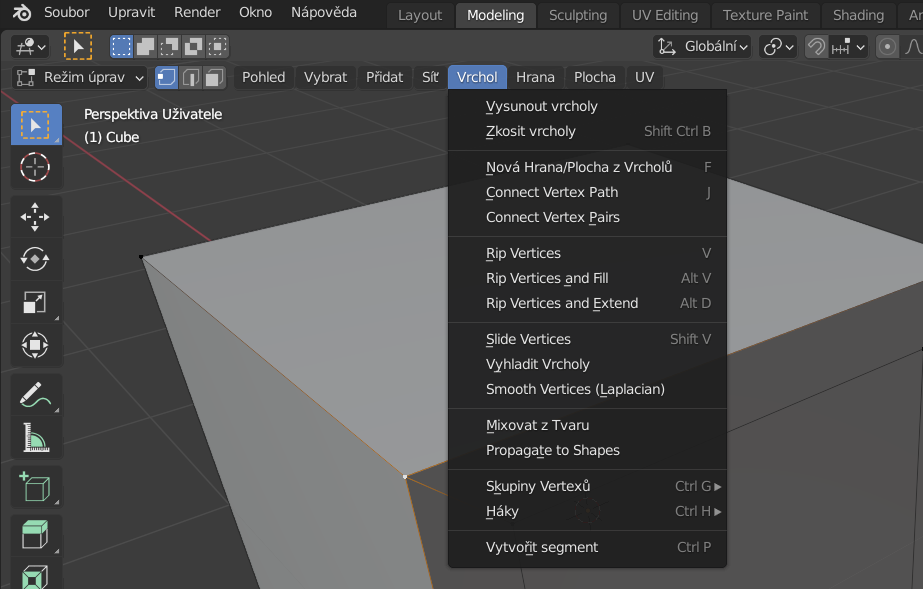 Soubor Upravit Render Okno Nápověda Layout Modeling Sculpting UV Editing Texture Paint Shading
Globální
Režim úprav Pohled Vybrat Přidat Síť Vrchol Hrana Plocha UV
Perspektiva Uživatele
(1) Cube
Vysunout vrcholy
Zkosit vrcholy Shift Ctrl B
Nová Hrana/Plocha z Vrcholů F
Connect Vertex Path J
Connect Vertex Pairs
Rip Vertices V
Rip Vertices and Fill Alt V
Rip Vertices and Extend Alt D
Slide Vertices Shift V
Vyhladit Vrcholy
Smooth Vertices (Laplacian)
Mixovat z Tvaru
Propagate to Shapes
Skupiny Vertexů Ctrl G
Háky Ctrl H
Vytvořit segment Ctrl P